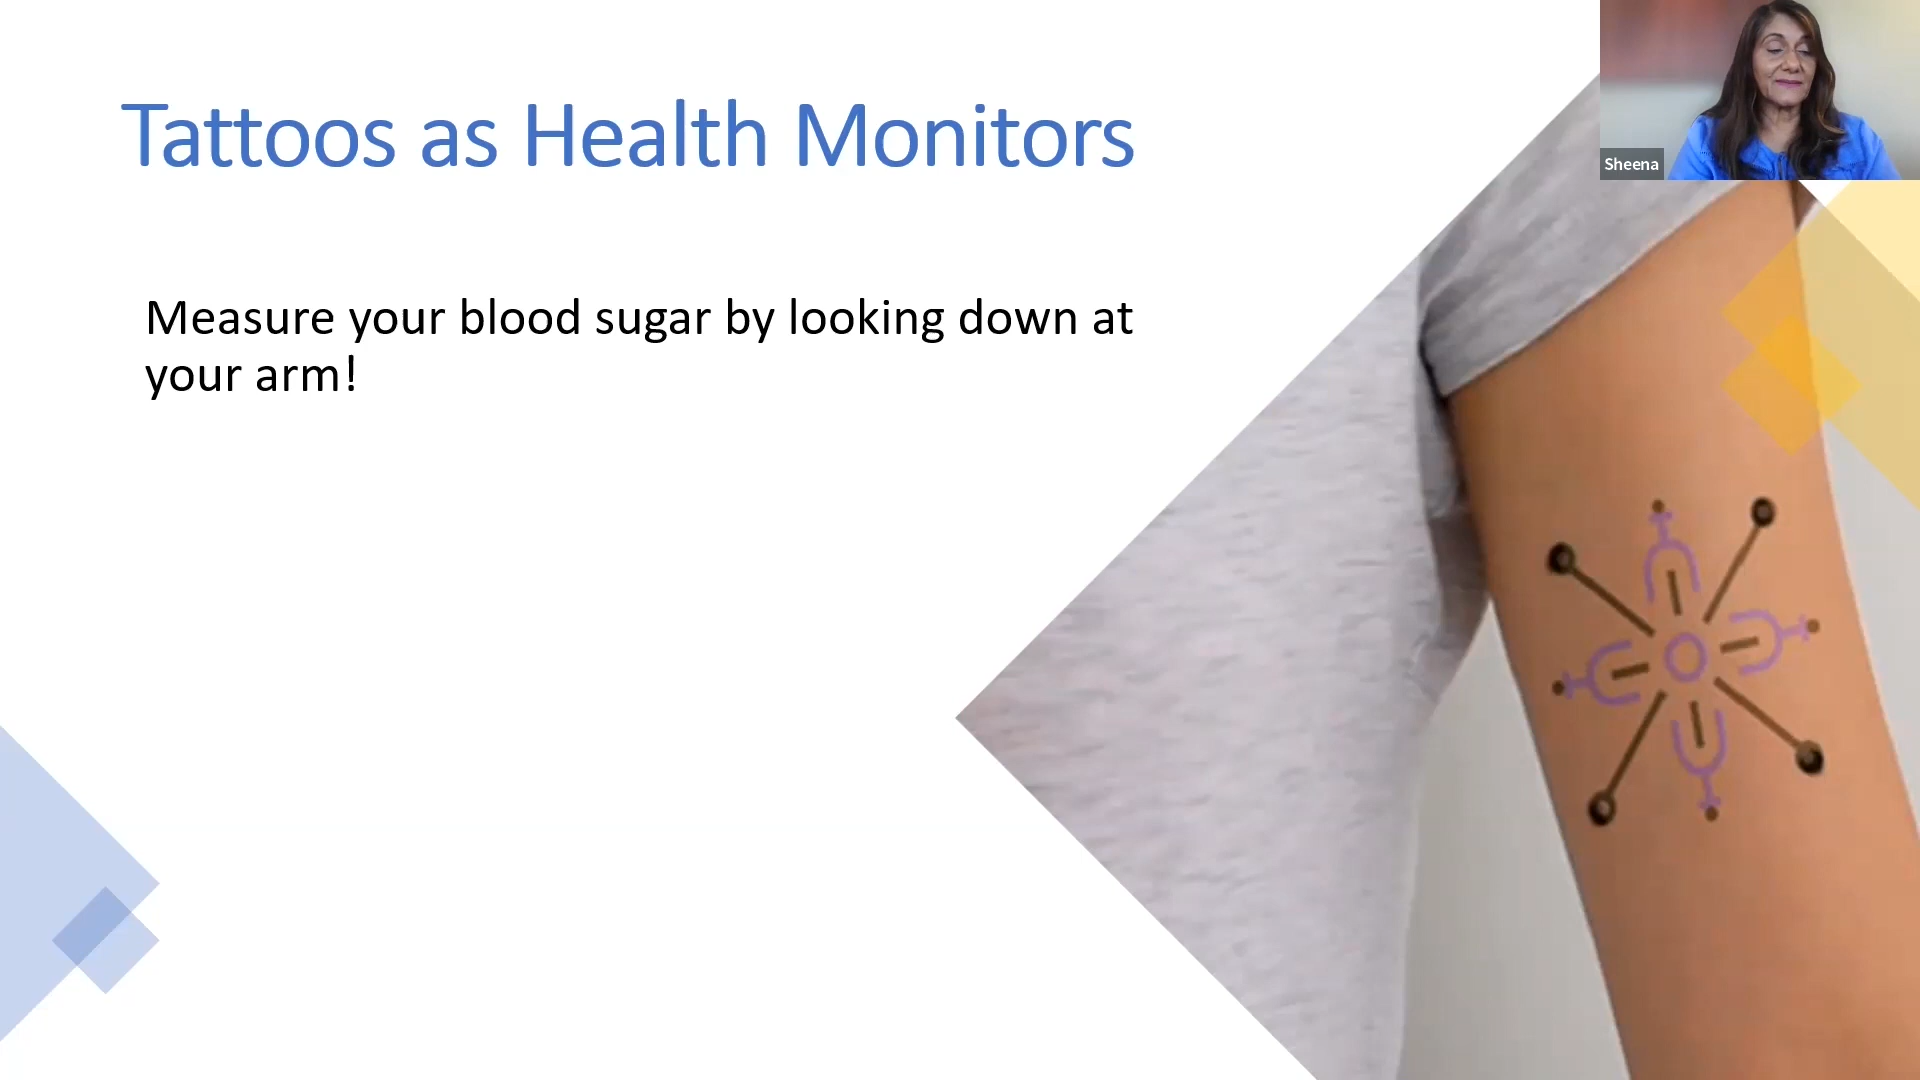 Tattoos as Health Monitors
Sheena
Measure your blood sugar by looking down at
your arm!